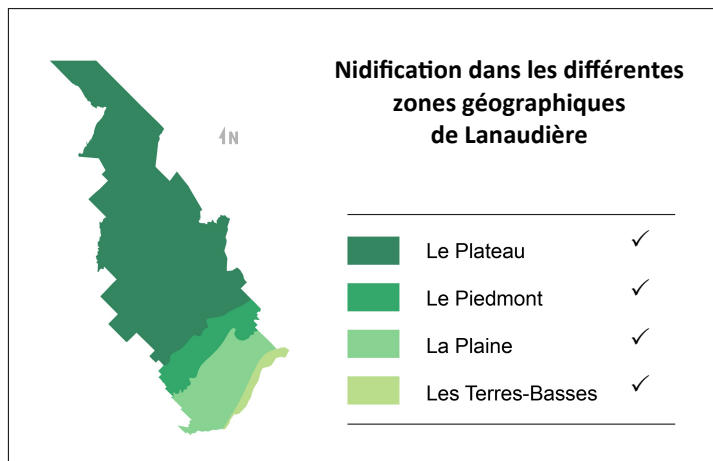 Nidification dans les différentes
zones géographiques
de Lanaudière
N
Le Plateau ✓
Le Piedmont ✓
La Plaine ✓
Les Terres-Basses ✓